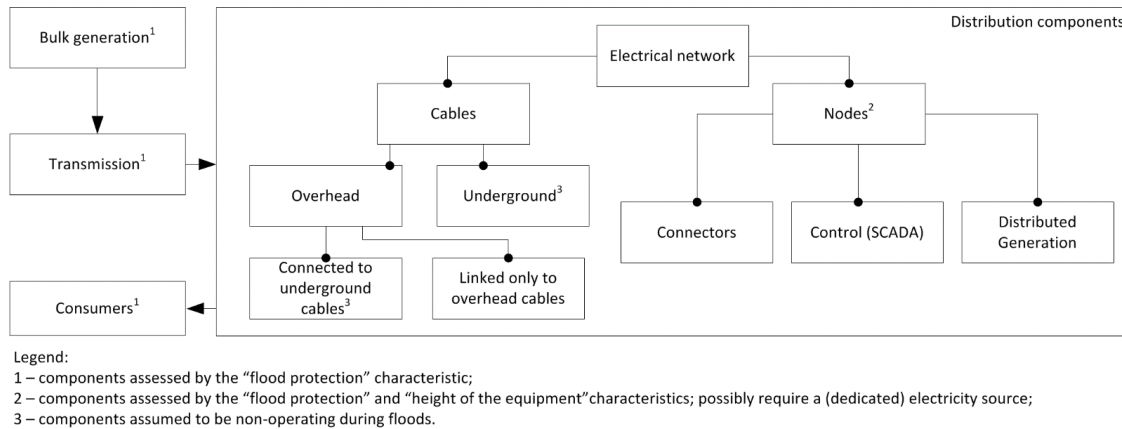 Bulk generation¹
Transmission¹
Consumers¹
Distribution components
Electrical network
Cables
Nodes²
Overhead
Underground³
Connected to
underground
cables³
Linked only to
overhead cables
Connectors
Control (SCADA)
Distributed
Generation
Legend:
1 – components assessed by the “flood protection” characteristic;
2 – components assessed by the “flood protection” and “height of the equipment”characteristics; possibly require a (dedicated) electricity source;
3 – components assumed to be non-operating during floods.